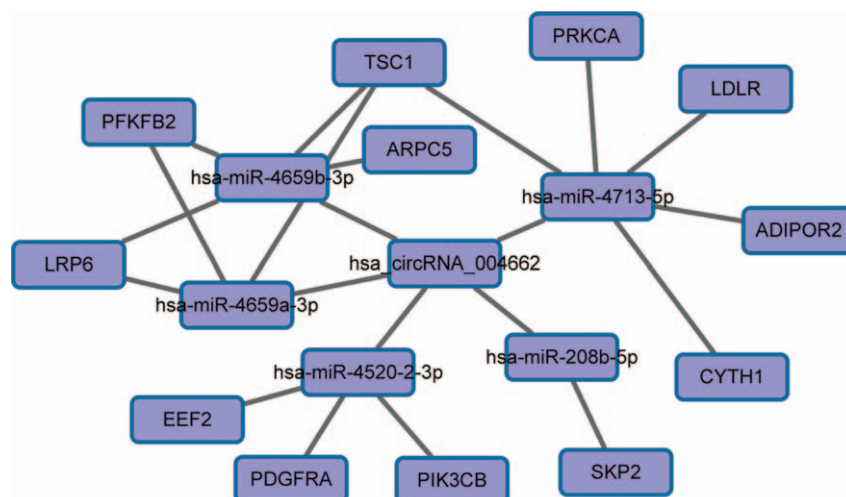 PRKCA
TSC1
LDLR
PFKFB2
ARPC5
hsa-miR-4659b-3p
hsa-miR-4713-5p
ADIPOR2
LRP6
hsa_circRNA_004662
hsa-miR-4659a-3p
hsa-miR-4520-2-3p
hsa-miR-208b-5p
CYTH1
EEF2
PDGFRA
PIK3CB
SKP2